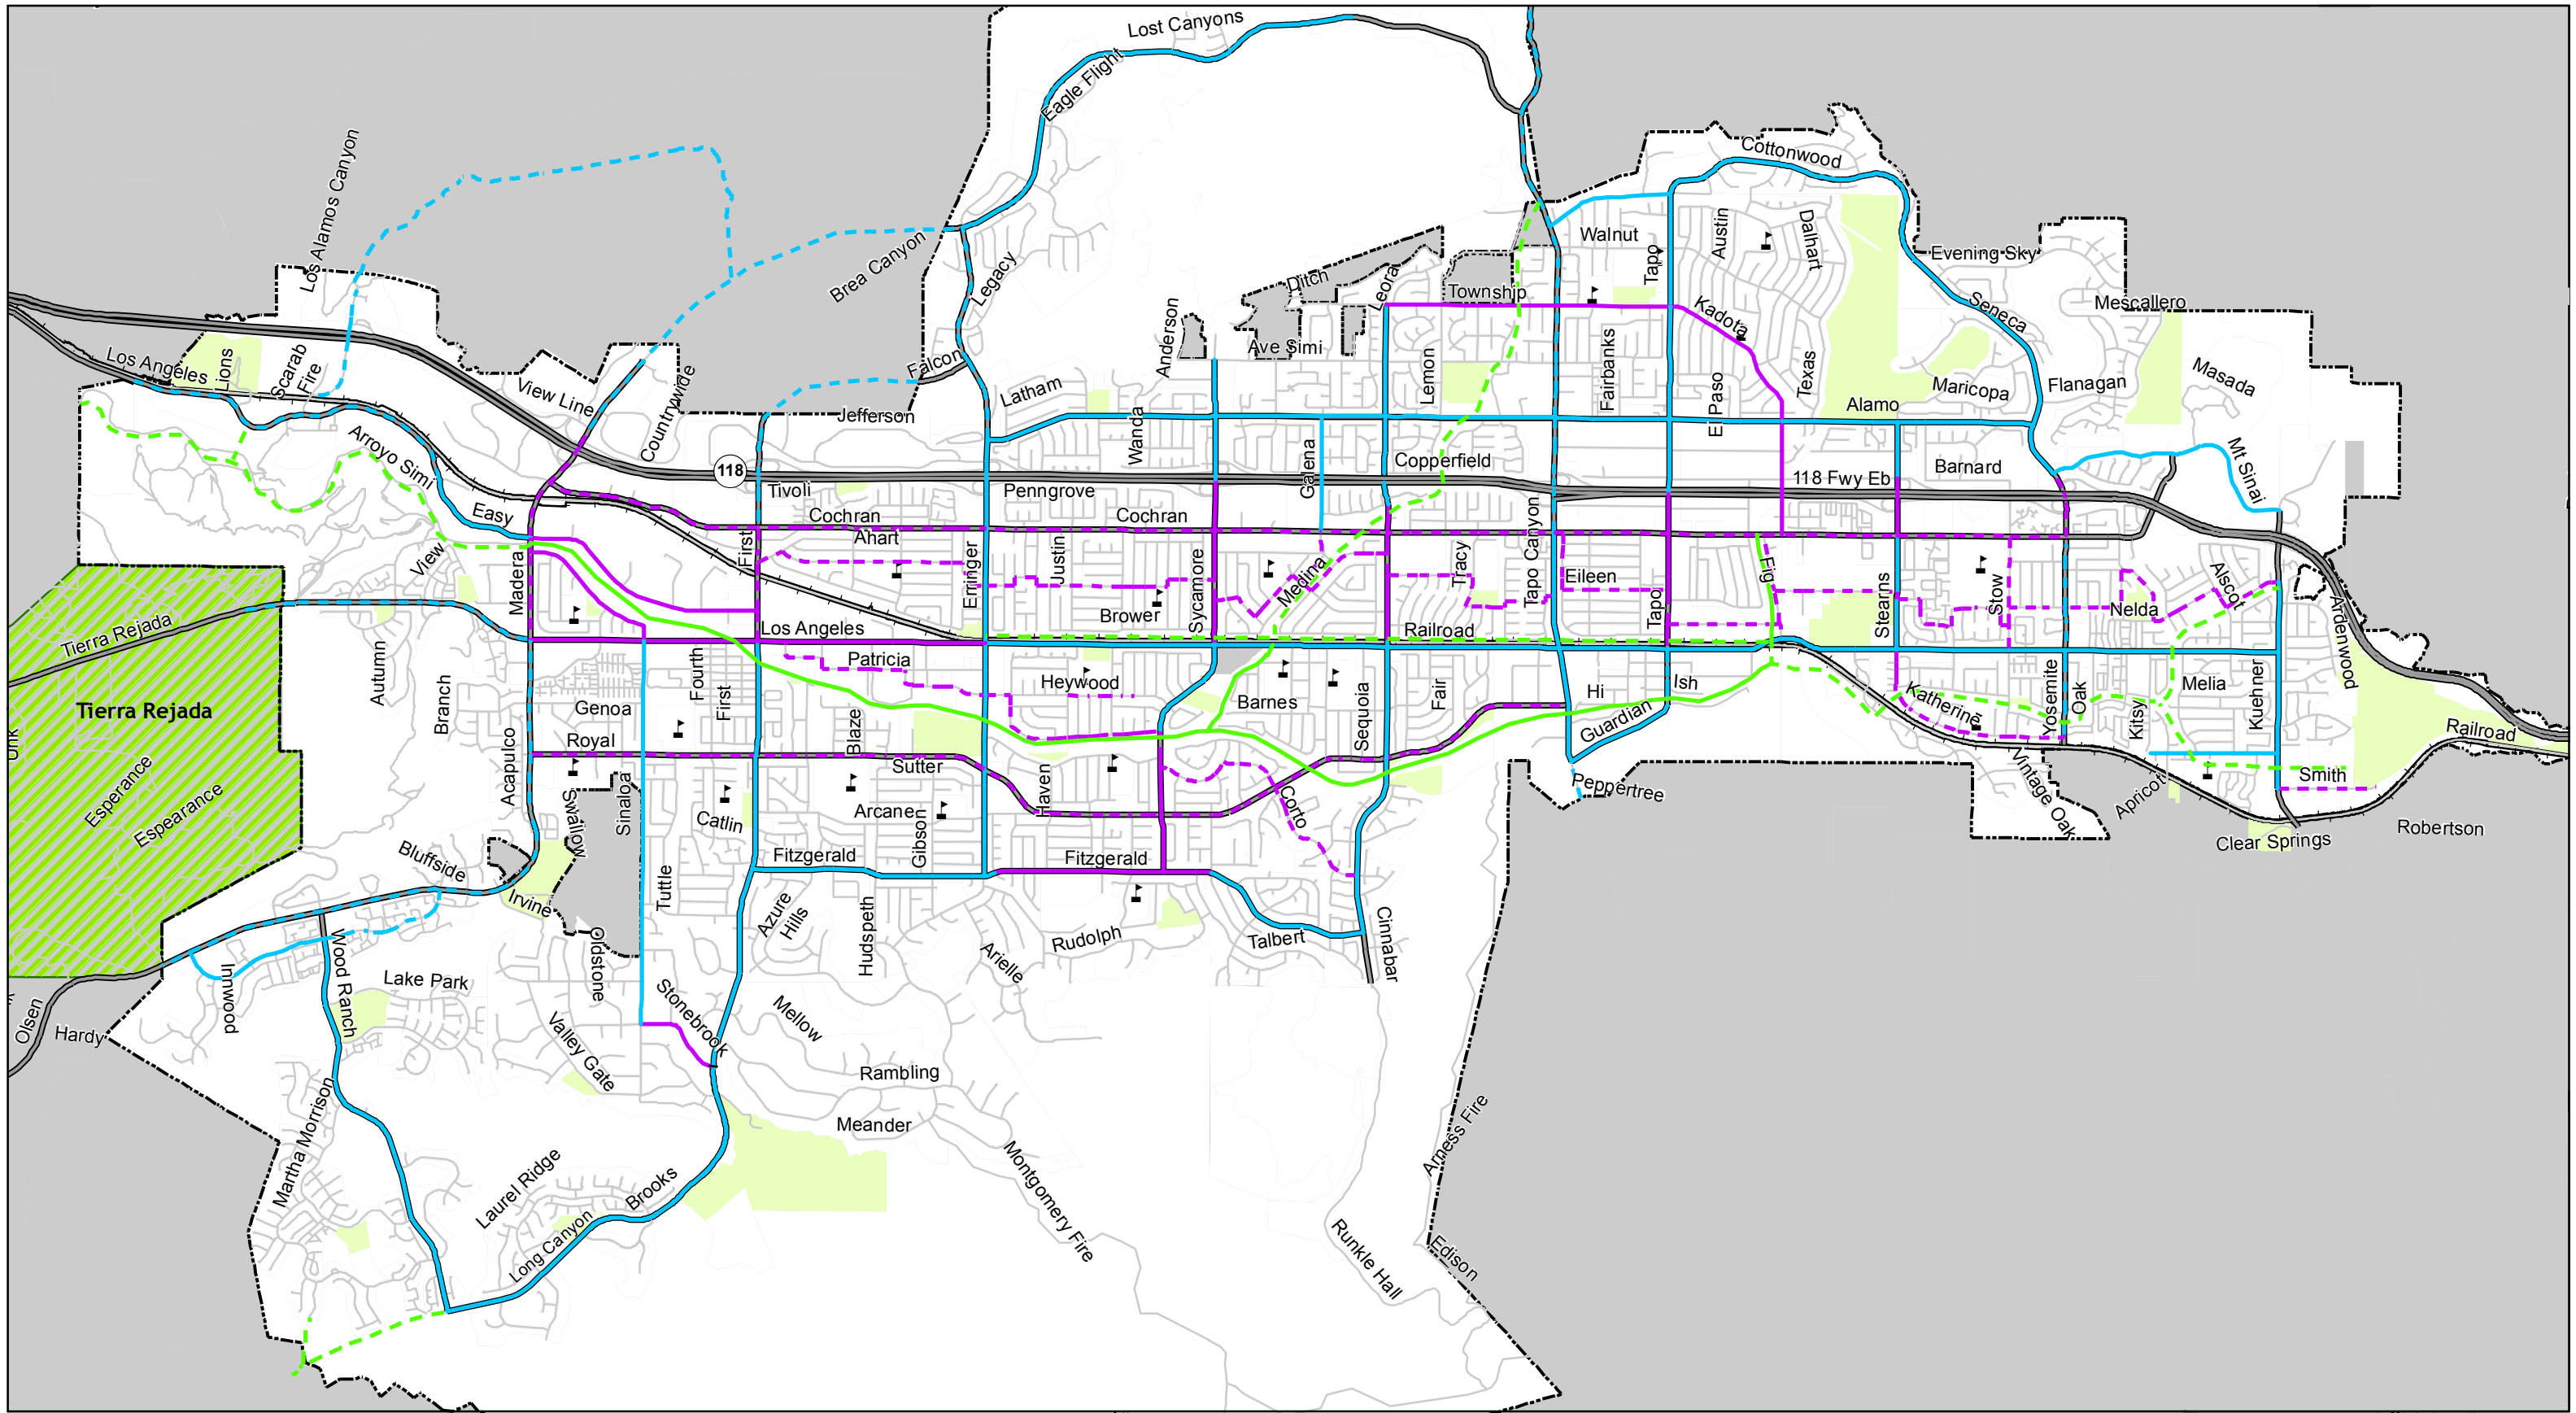 Lost Canyons
Eagle Flight
Cottonwood
Los Alamos Canyon
Walnut
Tapo
Austin
Dalhart
Evening Sky
Brea Canyon
Legacy
Ditch
Leora
Township
Kadota
Seneca
Mescallero
Anderson
Ave Simi
Los Angeles
Lions
Scarab
Fire
View Line
Countrywide
Falcon
Latham
Jefferson
Wanda
Lemon
Fairbanks
El Paso
Texas
Alamo
Maricopa
Flanagan
Masada
Arroyo Simi
118
Tivoli
Penngrove
Galena
Copperfield
118 Fwy Eb
Barnard
Mt Sinai
Easy
Cochran
Cochran
Ahart
First
Erringer
Justin
Sycamore
Medina
Tracy
Tapo Canyon
Eileen
Tapo
Fig
Stearns
Stow
Nelda
Alscot
Ardenwood
View
Madera
Brower
Tierra Rejada
Los Angeles
Railroad
Autumn
Branch
Fourth
First
Patricia
Heywood
Barnes
Sequoia
Fair
Hi
Ish
Guardian
Katherine
Yosemite
Oak
Kitsy
Melia
Kuehner
Tierra Rejada
Genoa
Royal
Blaze
Sutter
Railroad
Smith
Esperance
Espearance
Acapulco
Swallow
Sinaloa
Catlin
Arcane
Gibson
Haven
Corto
Peppertree
Vintage Oak
Apricot
Clear Springs
Robertson
Bluffside
Irvine
Tuttle
Fitzgerald
Fitzgerald
Azure
Hills
Hudspeth
Arielle
Rudolph
Talbert
Cinnabar
Olsen
Hardy
Innwood
Wood Ranch
Lake Park
Oldstone
Valley Gate
Stonebrook
Mellow
Rambling
Meander
Montgomery Fire
Martha Morrison
Laurel Ridge
Long Canyon
Brooks
Arness Fire
Runkle Hall
Edison